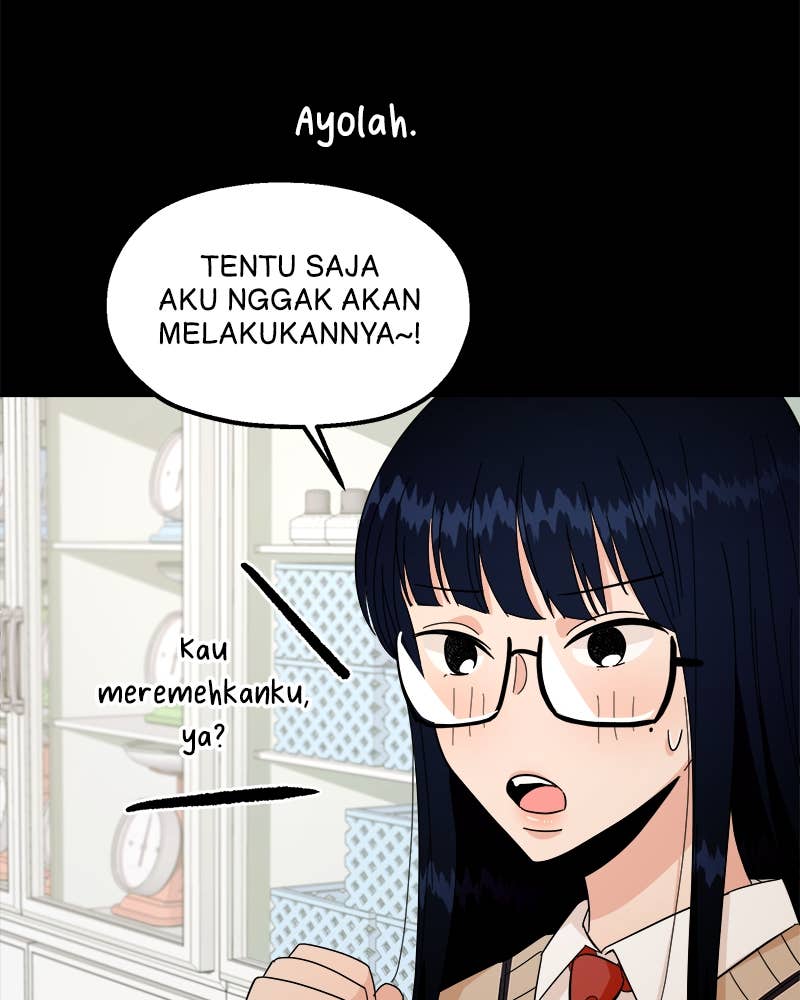 Ayolah.
TENTU SAJA
AKU NGGAK AKAN
MELAKUKANNYA~!
Kau
meremehkanku,
ya?